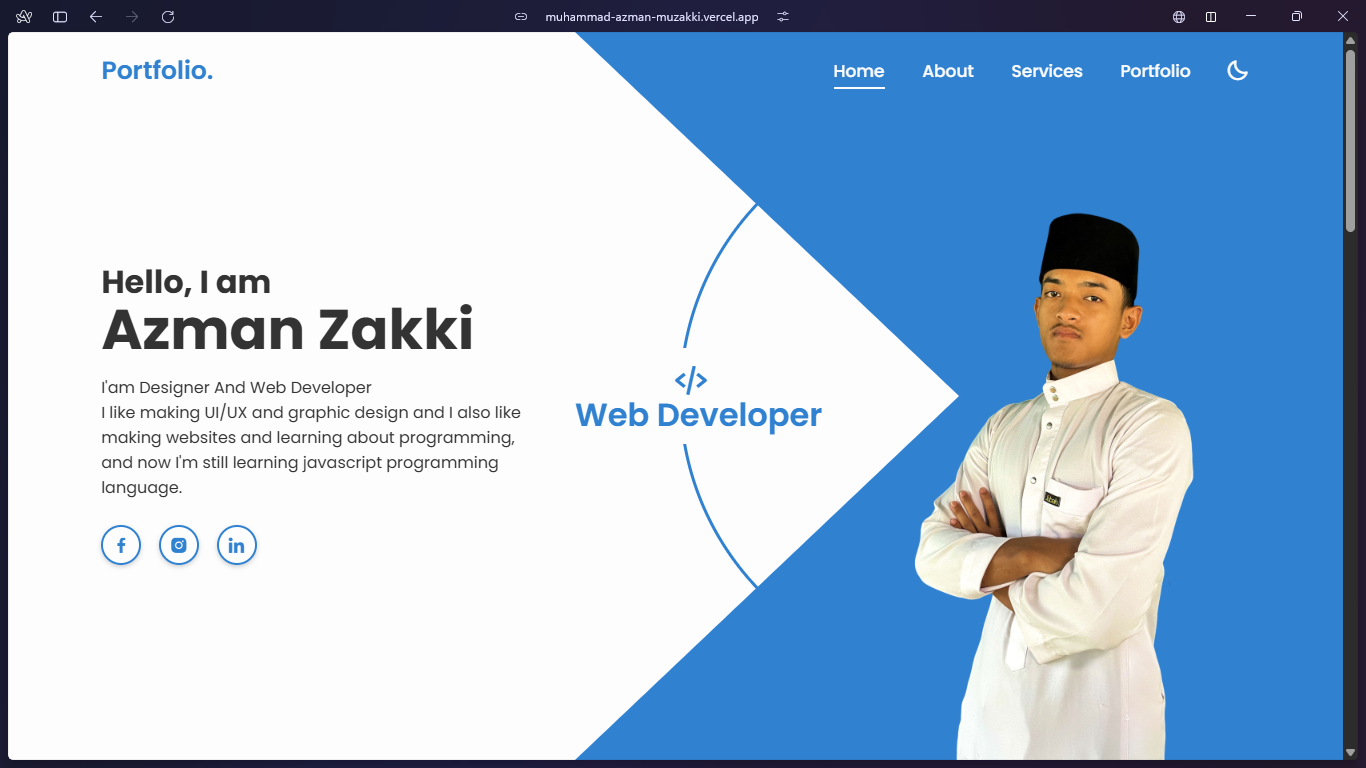 muhammad-azman-muzakki.vercel.app
Portfolio.
Home About Services Portfolio
Hello, I am
Azman Zakki
I'am Designer And Web Developer
I like making UI/UX and graphic design and I also like
making websites and learning about programming,
and now I'm still learning javascript programming
language.
</>
Web Developer